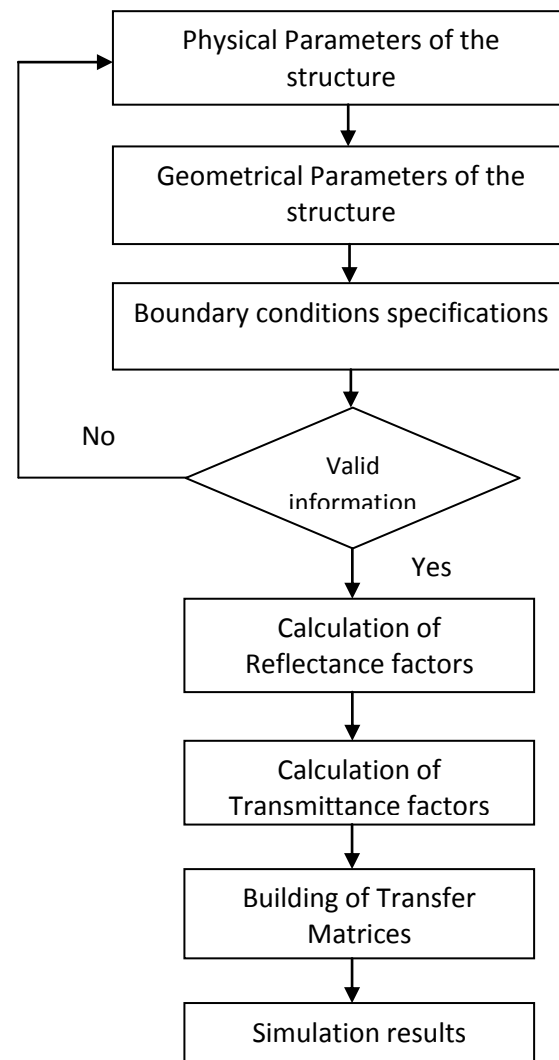 Physical Parameters of the
structure
Geometrical Parameters of the
structure
Boundary conditions specifications
No
Valid
information
Yes
Calculation of
Reflectance factors
Calculation of
Transmittance factors
Building of Transfer
Matrices
Simulation results